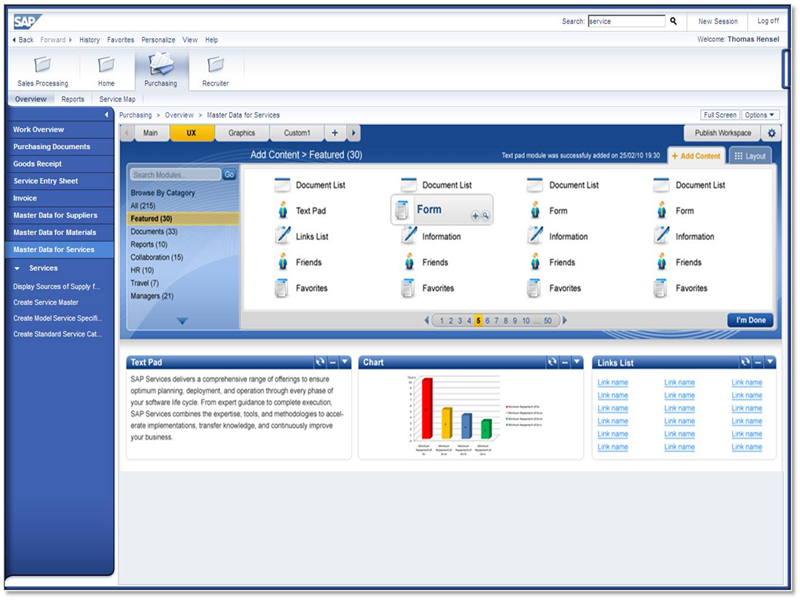 SAP
Search: service
New Session
Log off
Back Forward History Favorites Personalize View Help
Welcome: Thomas Hensel
Sales Processing
Home
Purchasing
Recruiter
Overview Reports Service Map
Purchasing > Overview > Master Data for Services
Full Screen Options
Work Overview
Purchasing Documents
Goods Receipt
Service Entry Sheet
Invoice
Master Data for Suppliers
Master Data for Materials
Master Data for Services
Services
Display Sources of Supply f...
Create Service Master
Create Model Service Specifi...
Create Standard Service Cat...
Main UX Graphics Custom1 +
Publish Workspace
Search Modules... Go
Add Content > Featured (30)
Text pad module was successfuly added on 25/02/10 19:30
+ Add Content
Layout
Browse By Catagory
All (215)
Featured (30)
Documents (33)
Reports (10)
Collaboration (15)
HR (10)
Travel (7)
Managers (21)
Document List Document List Document List Document List
Text Pad Form Form Form
Links List Information Information Information
Friends Friends Friends Friends
Favorites Favorites Favorites Favorites
1 2 3 4 5 6 7 8 9 10 .... 50
I'm Done
Text Pad
SAP Services delivers a comprehensive range of offerings to ensure
optimum planning, deployment, and operation through every phase of
your software life cycle. From expert guidance to complete execution,
SAP Services combines the expertise, tools, and methodologies to accel-
erate implementations, transfer knowledge, and continuously improve
your business.
Chart
Links List
Link name Link name Link name
Link name Link name Link name
Link name Link name Link name
Link name Link name Link name
Link name Link name Link name
Link name Link name Link name